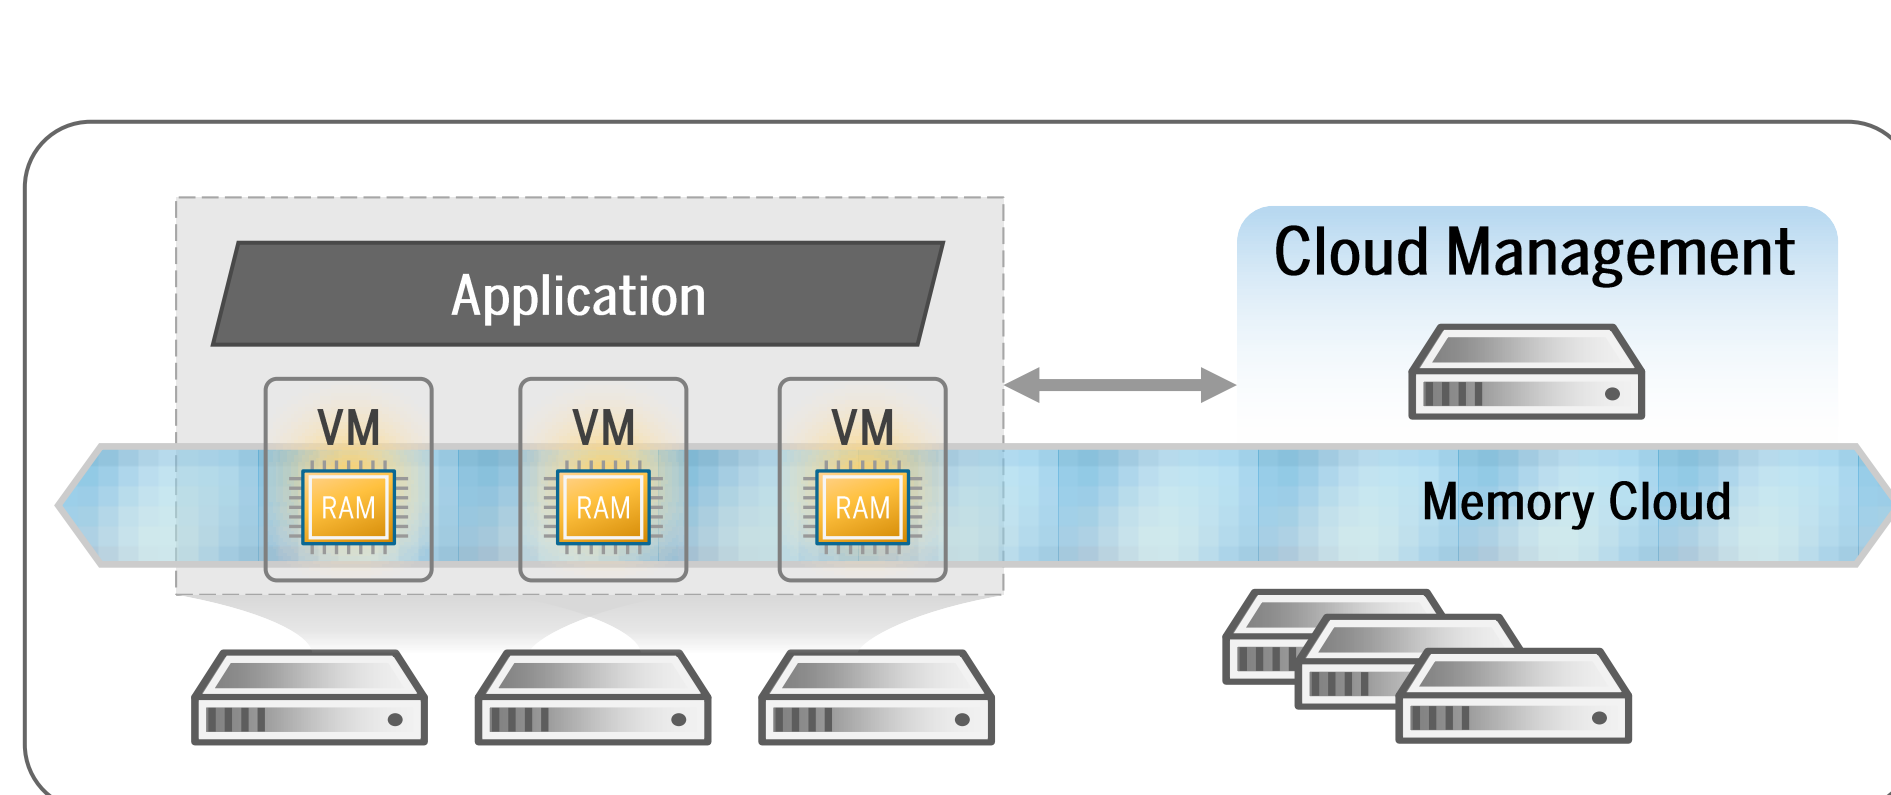 Cloud Management
Application
VM
VM
VM
RAM
RAM
RAM
Memory Cloud